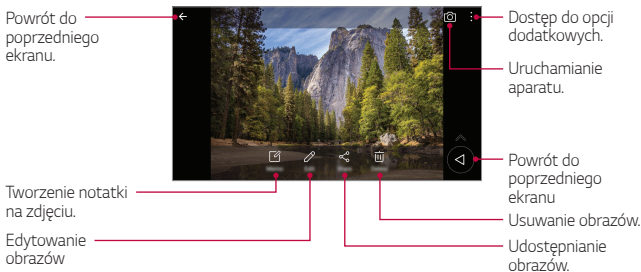 Powrót do
poprzedniego
ekranu.
Dostęp do opcji
dodatkowych.
Uruchamianie
aparatu.
Powrót do
poprzedniego
ekranu
Tworzenie notatki
na zdjęciu.
Edytowanie
obrazów
Usuwanie obrazów.
Udostępnianie
obrazów.